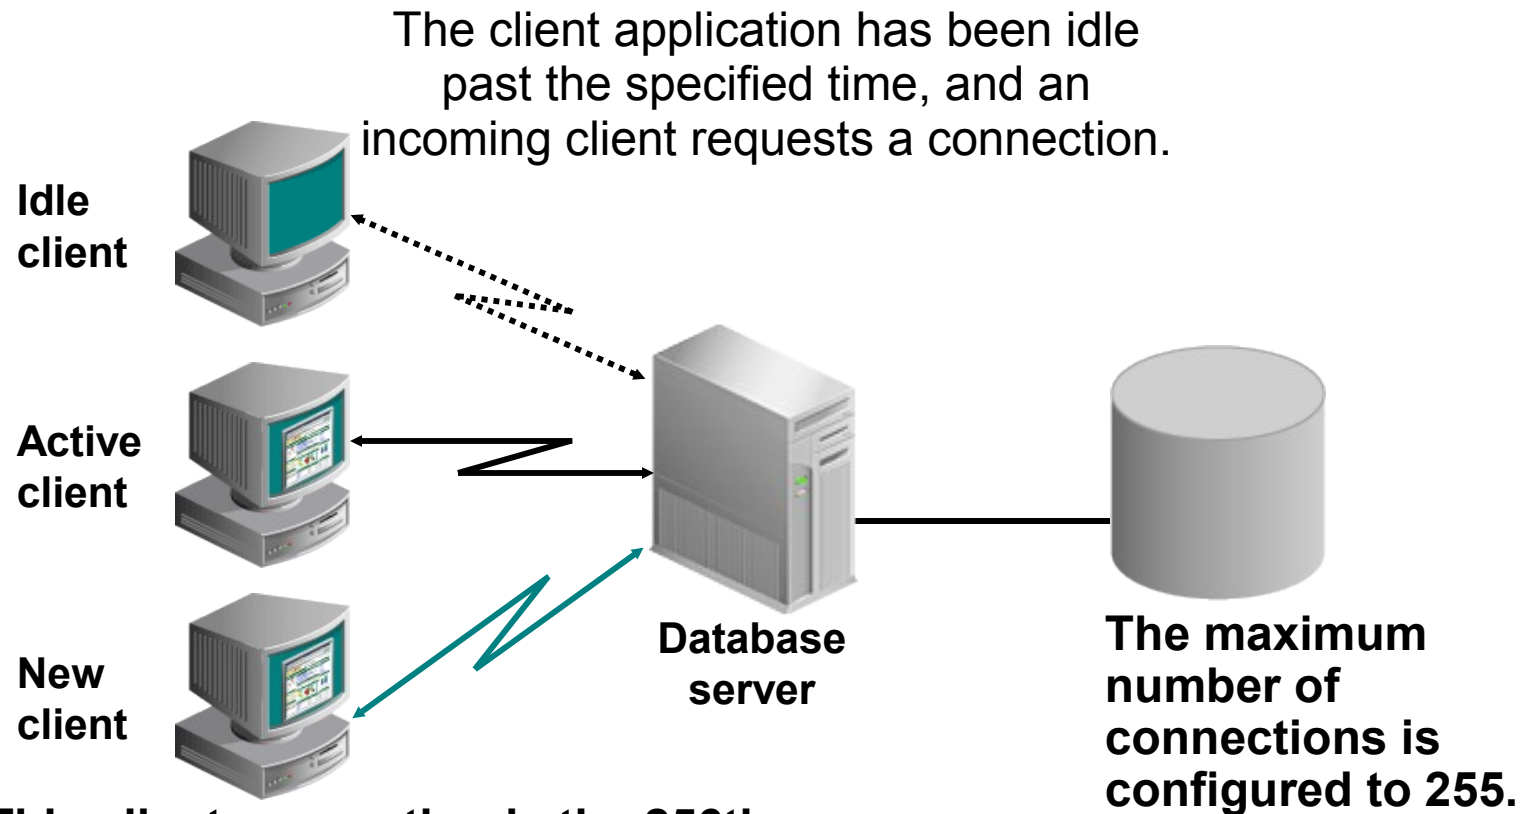 The client application has been idle
past the specified time, and an
incoming client requests a connection.
Idle
client
Active
client
New
client
Database
server
The maximum
number of
connections is
configured to 255.